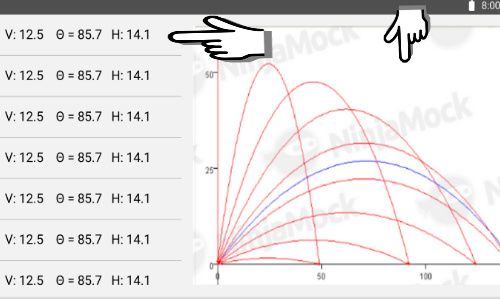 8:00
V: 12.5 Θ = 85.7 H: 14.1
V: 12.5 Θ = 85.7 H: 14.1
V: 12.5 Θ = 85.7 H: 14.1
V: 12.5 Θ = 85.7 H: 14.1
V: 12.5 Θ = 85.7 H: 14.1
V: 12.5 Θ = 85.7 H: 14.1
V: 12.5 Θ = 85.7 H: 14.1
50
25
0
0
50
100
NinjaMock
NinjaMock
NinjaMock
NinjaMock